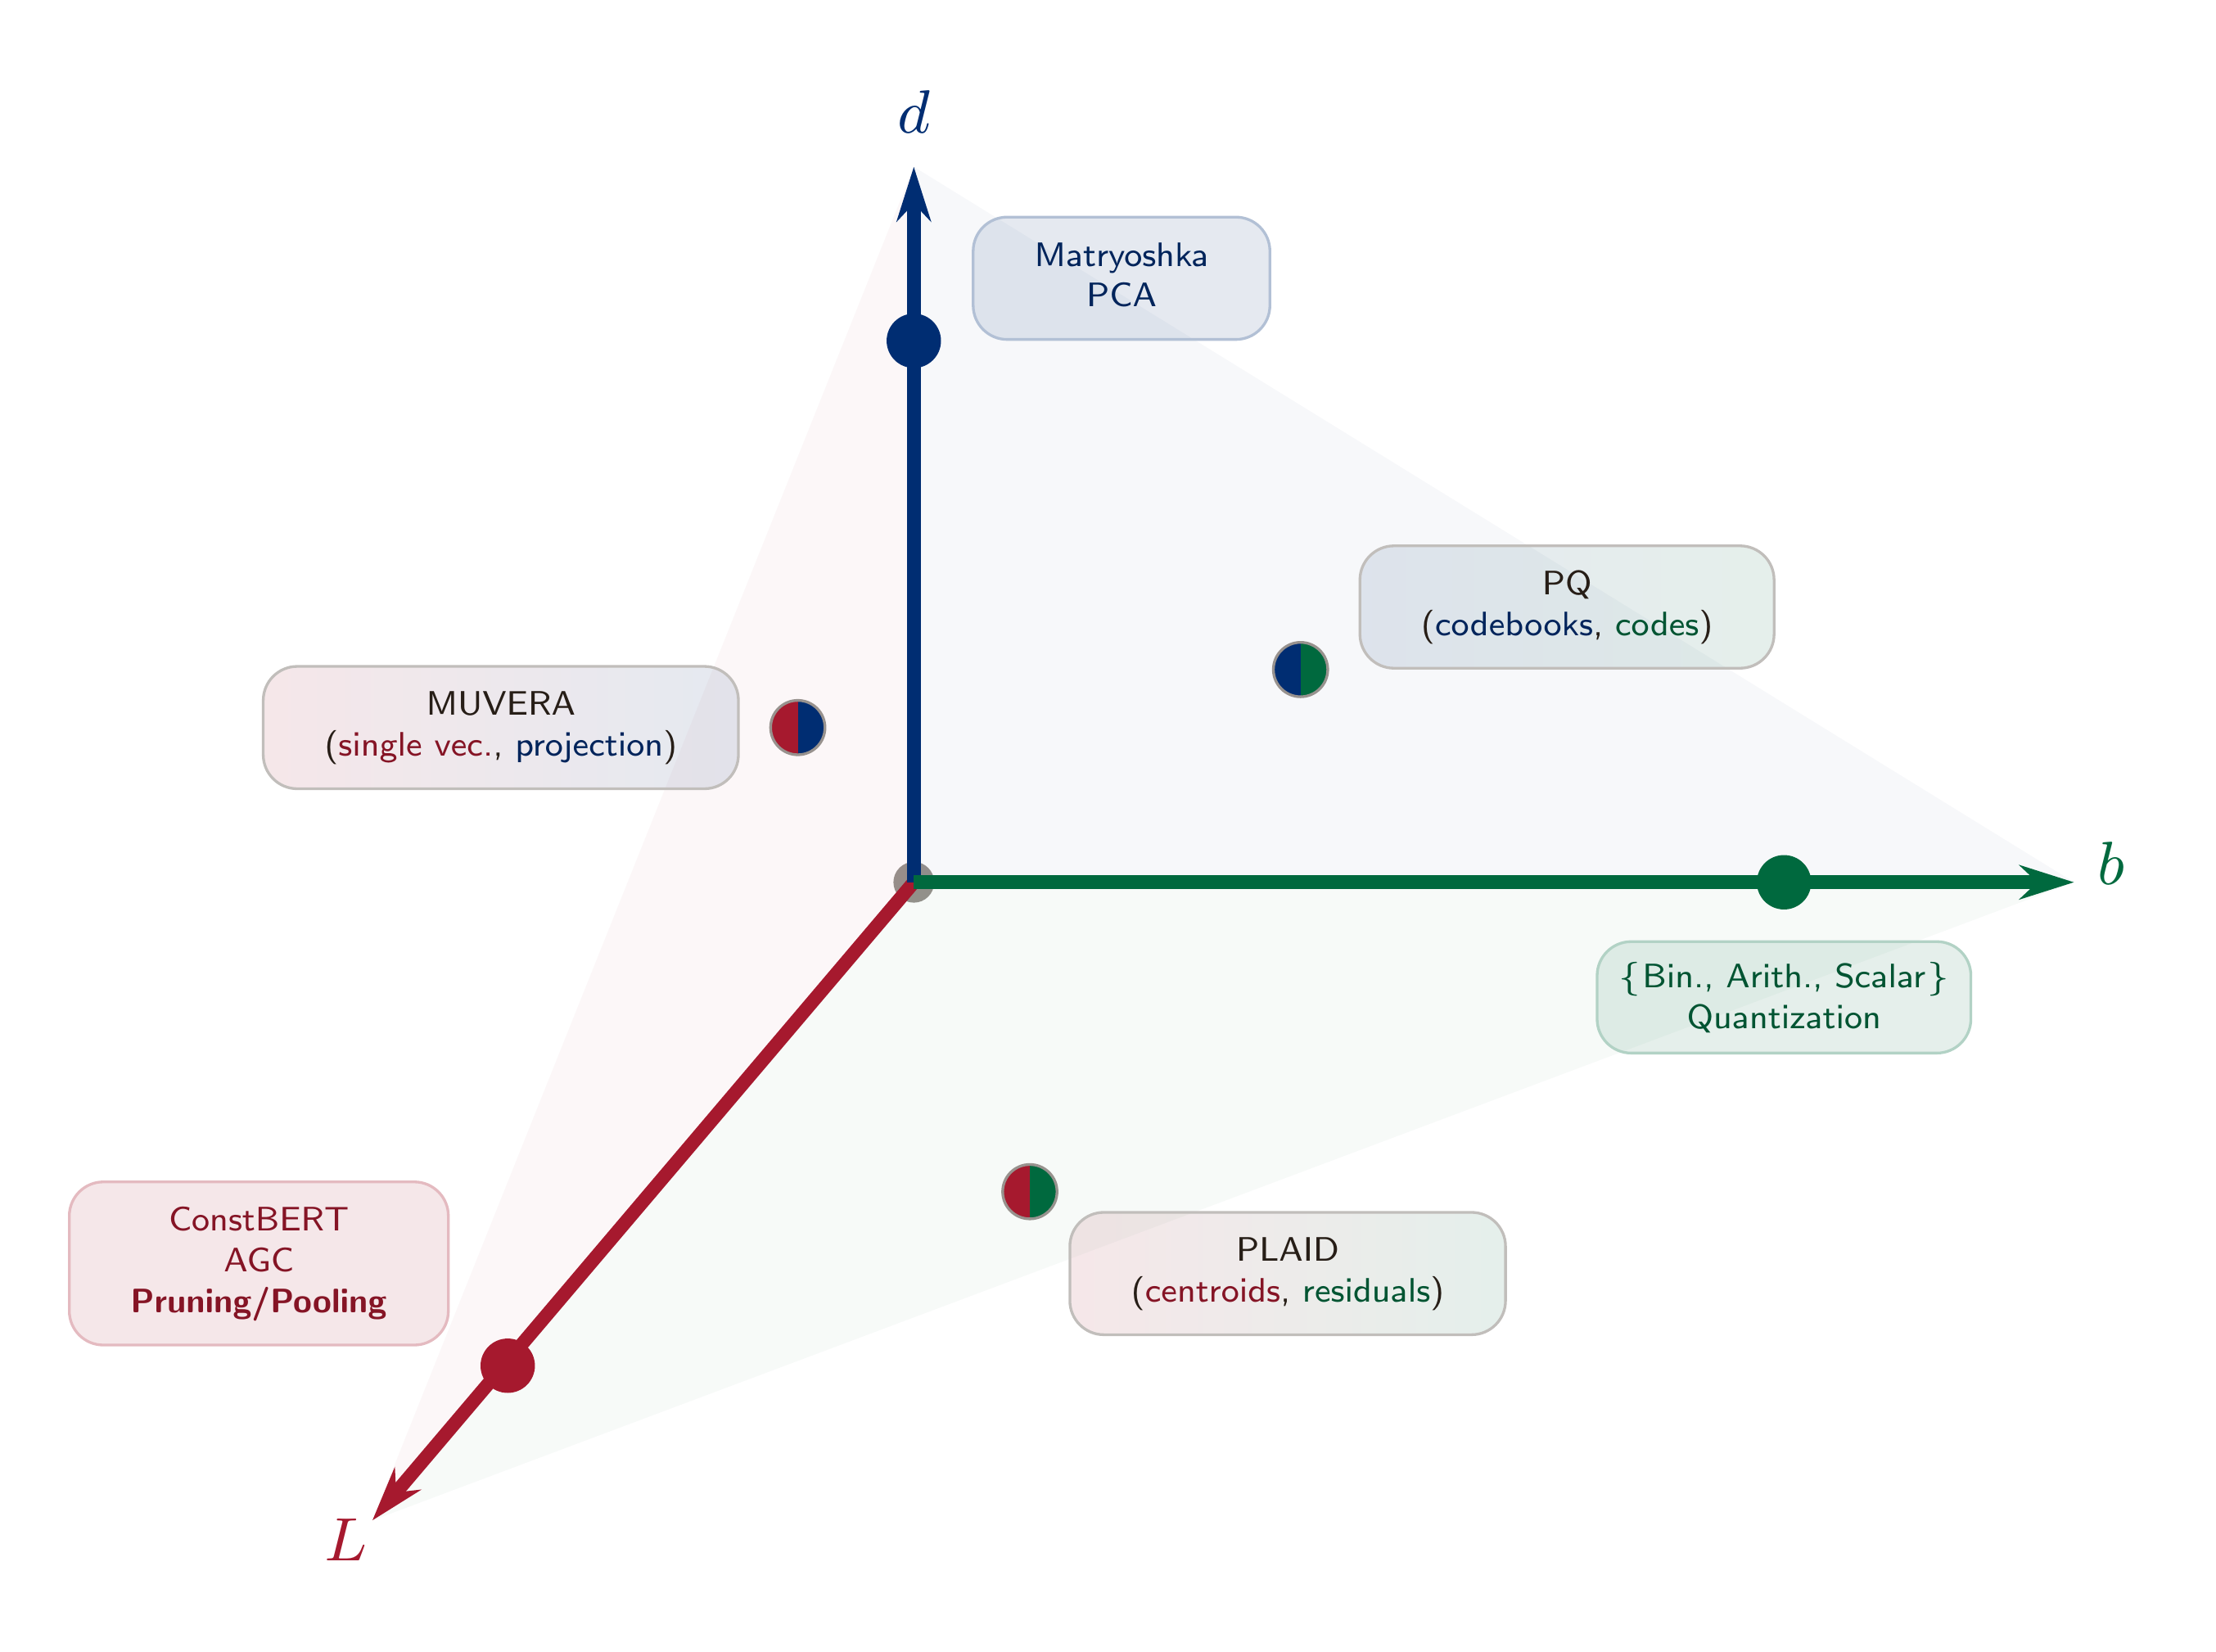 d
Matryoshka
PCA
PQ
(codebooks, codes)
MUVERA
(single vec., projection)
b
{Bin., Arith., Scalar}
Quantization
ConstBERT
AGC
Pruning/Pooling
PLAID
(centroids, residuals)
L